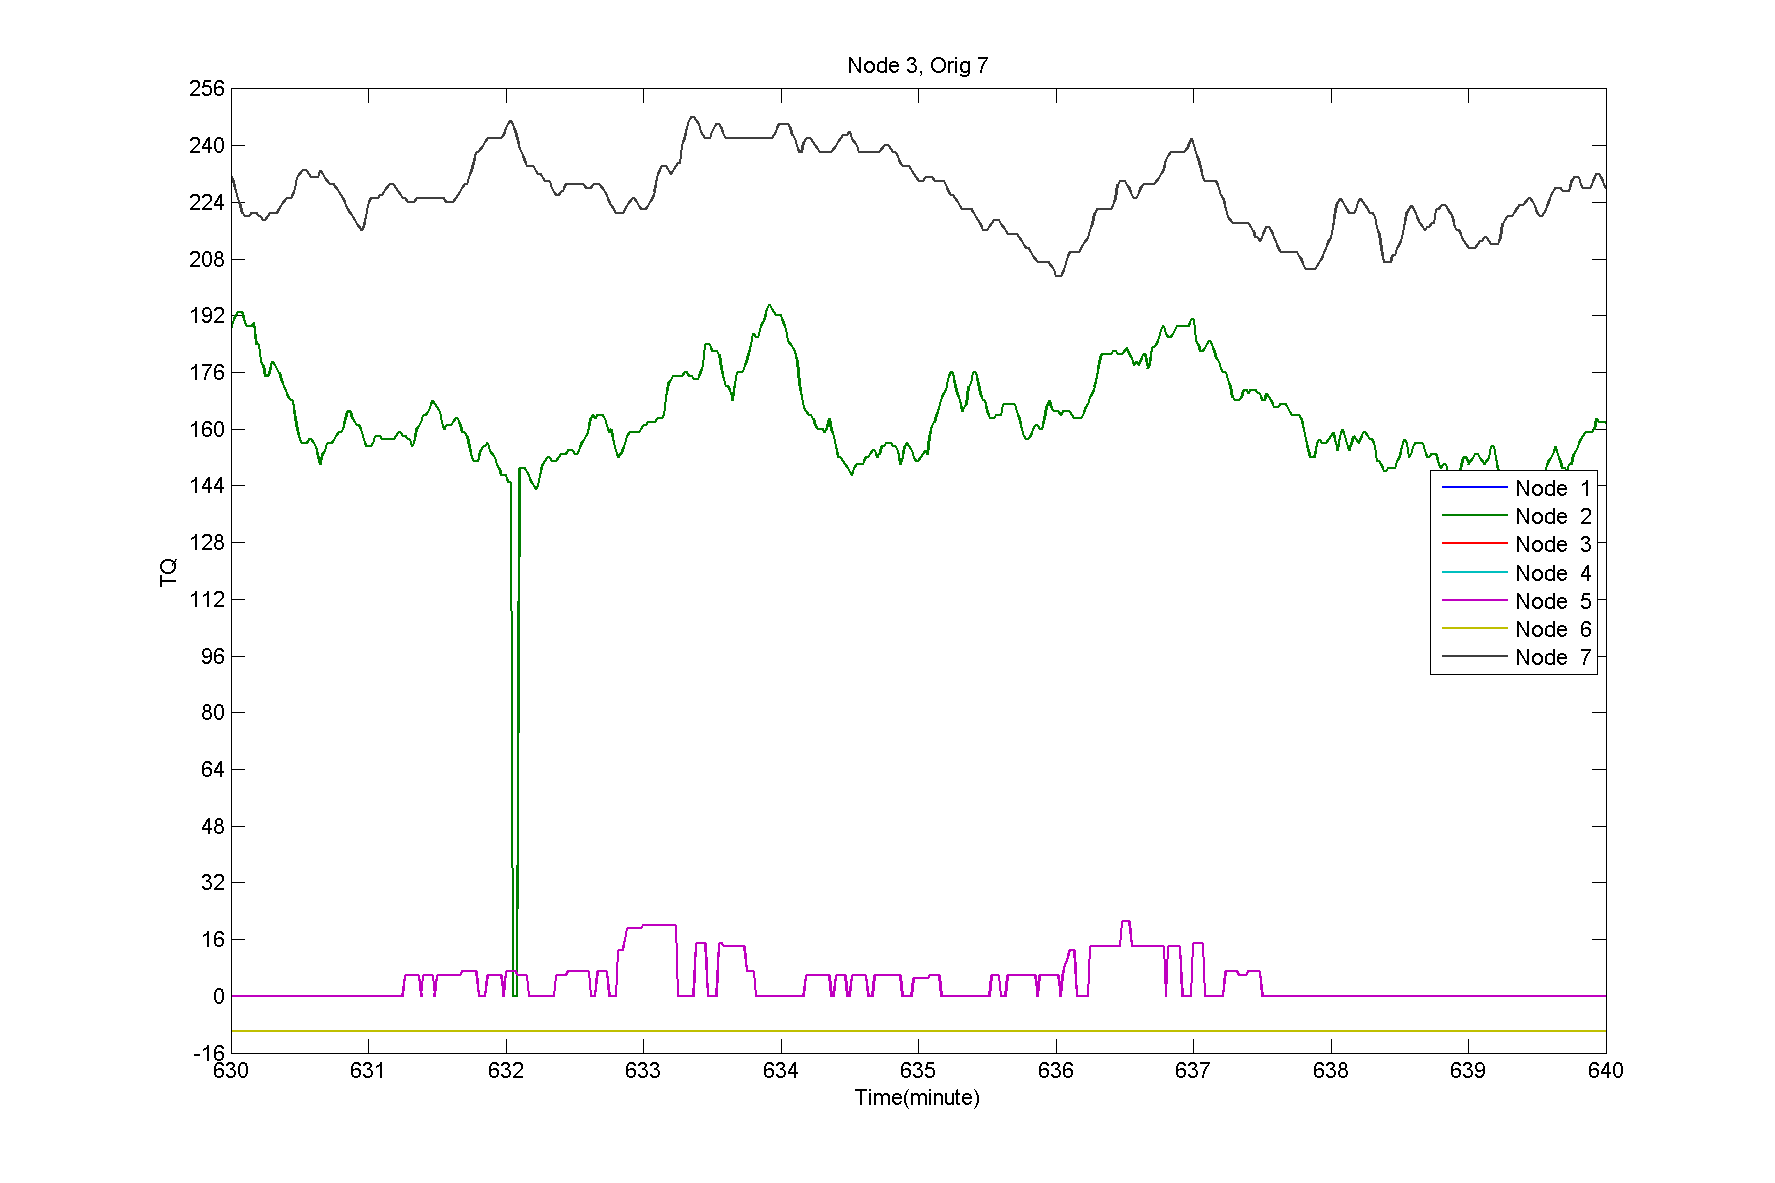 Node 3, Orig 7
256
240
224
208
192
176
160
144
128
112
96
80
64
48
32
16
0
-16
TQ
Node 1
Node 2
Node 3
Node 4
Node 5
Node 6
Node 7
630 631 632 633 634 635 636 637 638 639 640
Time(minute)